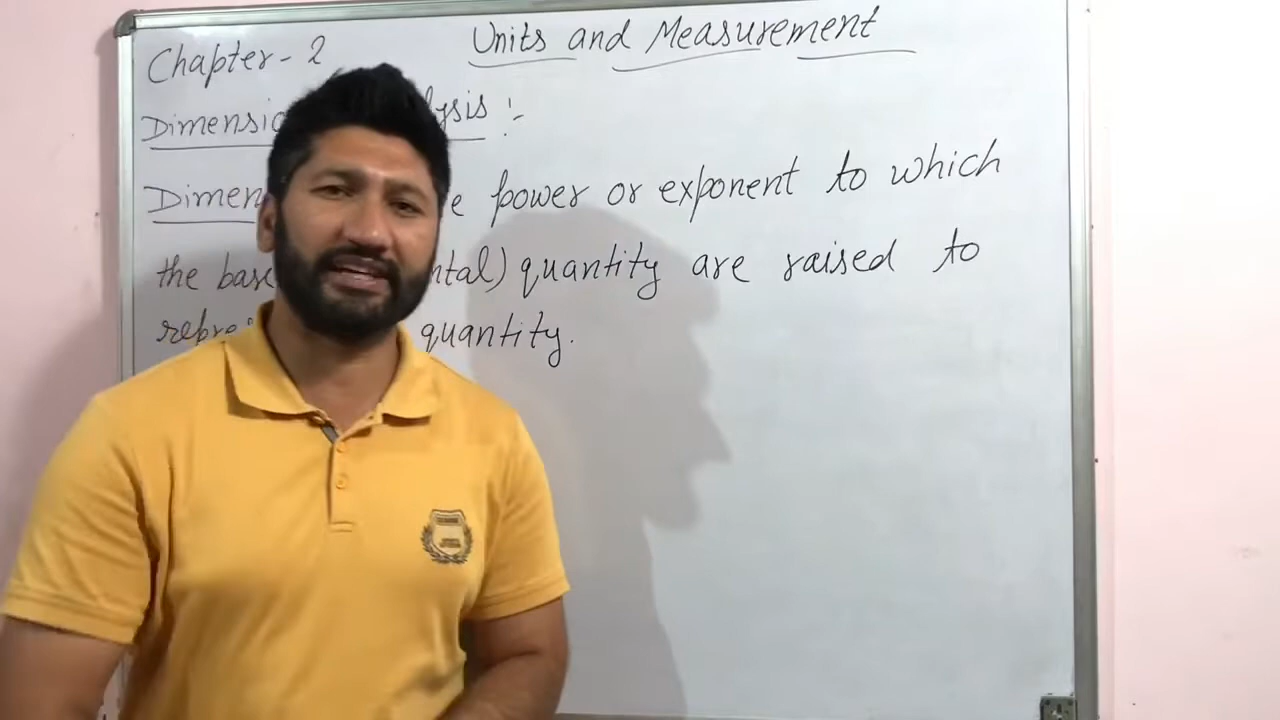 Chapter-2
Units and Measurement
Dimensio lysis :-
Dimen e power or exponent to which
the base ntal) quantity are raised to
repre quantity.